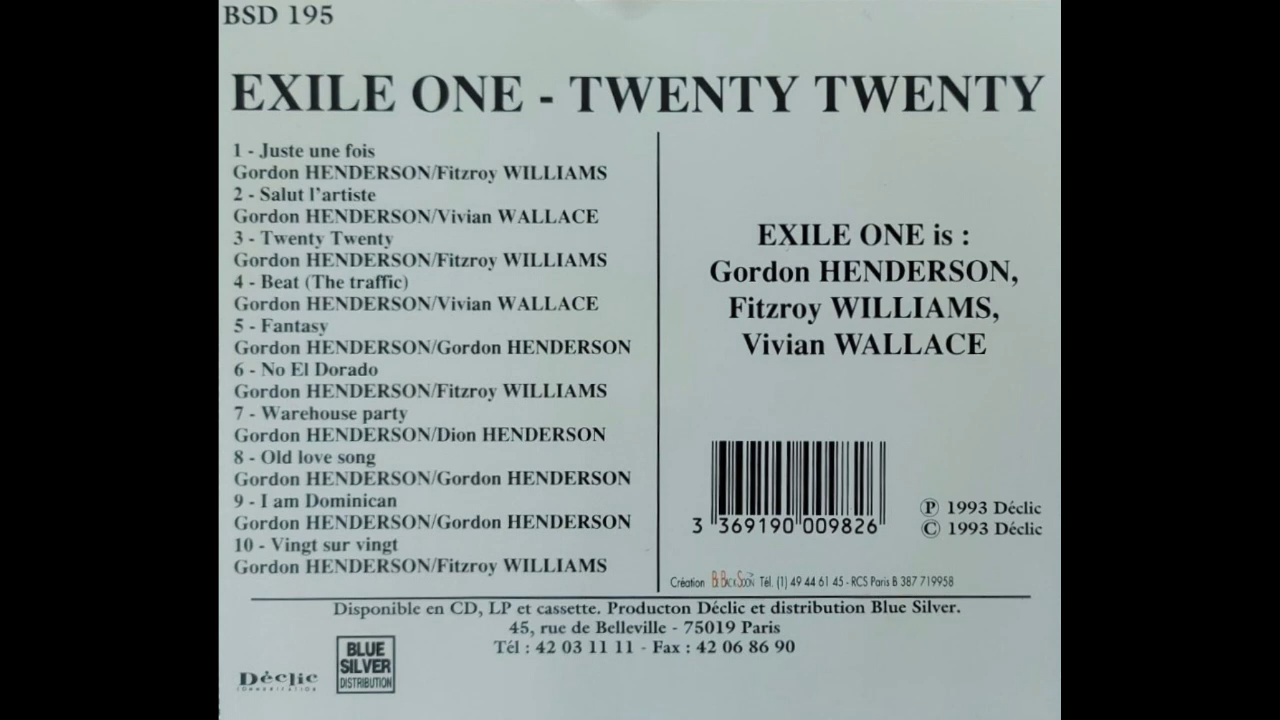 BSD 195
EXILE ONE - TWENTY TWENTY
1 - Juste une fois
Gordon HENDERSON/Fitzroy WILLIAMS
2 - Salut l'artiste
Gordon HENDERSON/Vivian WALLACE
3 - Twenty Twenty
Gordon HENDERSON/Fitzroy WILLIAMS
4 - Beat (The traffic)
Gordon HENDERSON/Vivian WALLACE
5 - Fantasy
Gordon HENDERSON/Gordon HENDERSON
6 - No El Dorado
Gordon HENDERSON/Fitzroy WILLIAMS
7 - Warehouse party
Gordon HENDERSON/Dion HENDERSON
8 - Old love song
Gordon HENDERSON/Gordon HENDERSON
9 - I am Dominican
Gordon HENDERSON/Gordon HENDERSON
10 - Vingt sur vingt
Gordon HENDERSON/Fitzroy WILLIAMS
EXILE ONE is :
Gordon HENDERSON,
Fitzroy WILLIAMS,
Vivian WALLACE
3 369190 009826
Ⓟ 1993 Déclic
© 1993 Déclic
Création BE BACK SOON Tél. (1) 49 44 61 45 - RCS Paris B 387 719958
Disponible en CD, LP et cassette. Producton Déclic et distribution Blue Silver.
45, rue de Belleville - 75019 Paris
Tél : 42 03 11 11 - Fax : 42 06 86 90
Déclic
COMMUNICATION
BLUE
SILVER
DISTRIBUTION